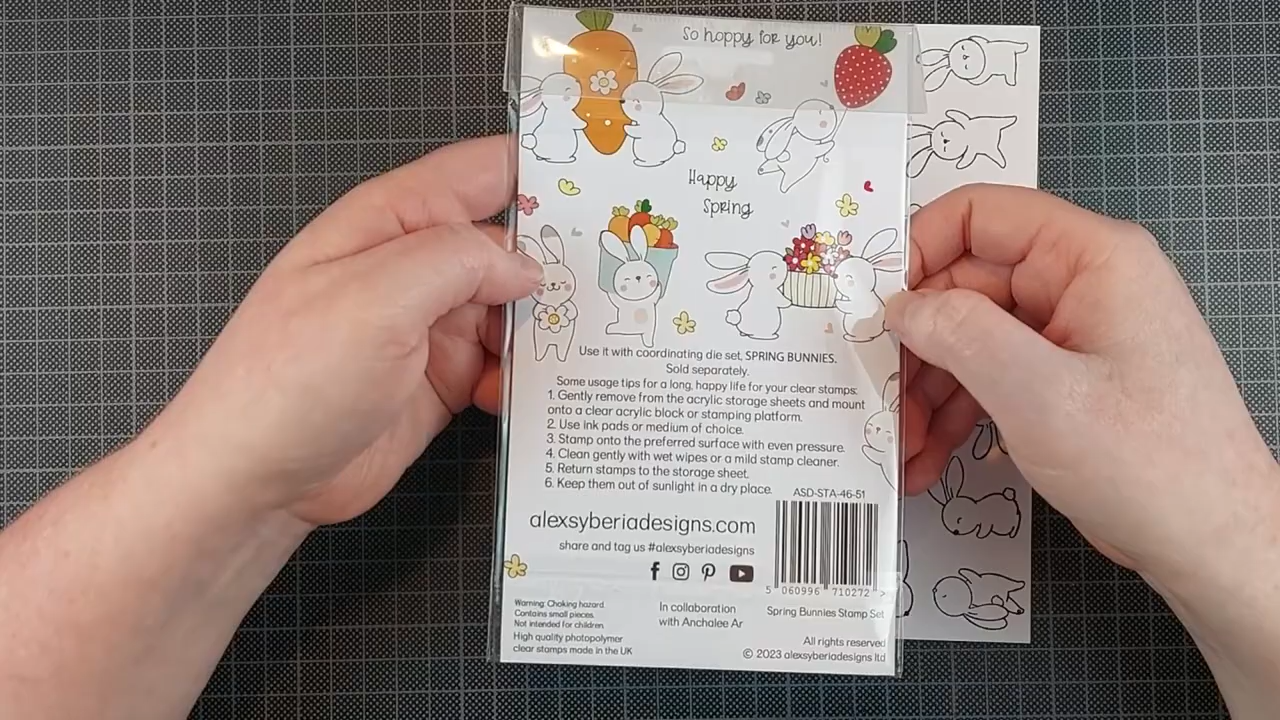 So hoppy for you!
Happy
Spring
Use it with coordinating die set, SPRING BUNNIES.
Sold separately.
Some usage tips for a long, happy life for your clear stamps:
1. Gently remove from the acrylic storage sheets and mount
onto a clear acrylic block or stamping platform.
2. Use ink pads or medium of choice.
3. Stamp onto the preferred surface with even pressure.
4. Clean gently with wet wipes or a mild stamp cleaner.
5. Return stamps to the storage sheet.
6. Keep them out of sunlight in a dry place.
ASD-STA-46-51
alexsyberiadesigns.com
share and tag us #alexsyberiadesigns
5 060996 710272 >
Warning: Choking hazard
Contains small pieces
Not intended for children
High quality photopolymer
clear stamps made in the UK
In collaboration
with Anchalee Ar
Spring Bunnies Stamp Set
All rights reserved
© 2023 alexsyberiadesigns ltd